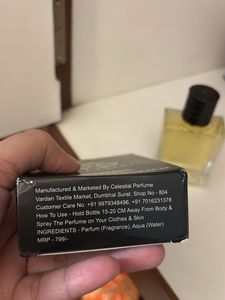 Manufactured & Marketed By Celestial Perfume
Vardan Textile Market, Dumbhal Surat, Shop No - 804
Customer Care No. +91 9979348496, +91 7016231378
How To Use - Hold Bottle 15-20 CM Away From Body &
Spray The Perfume on Your Clothes & Skin
INGREDIENTS - Parfum (Fragrance), Aqua (Water)
MRP - 799/-